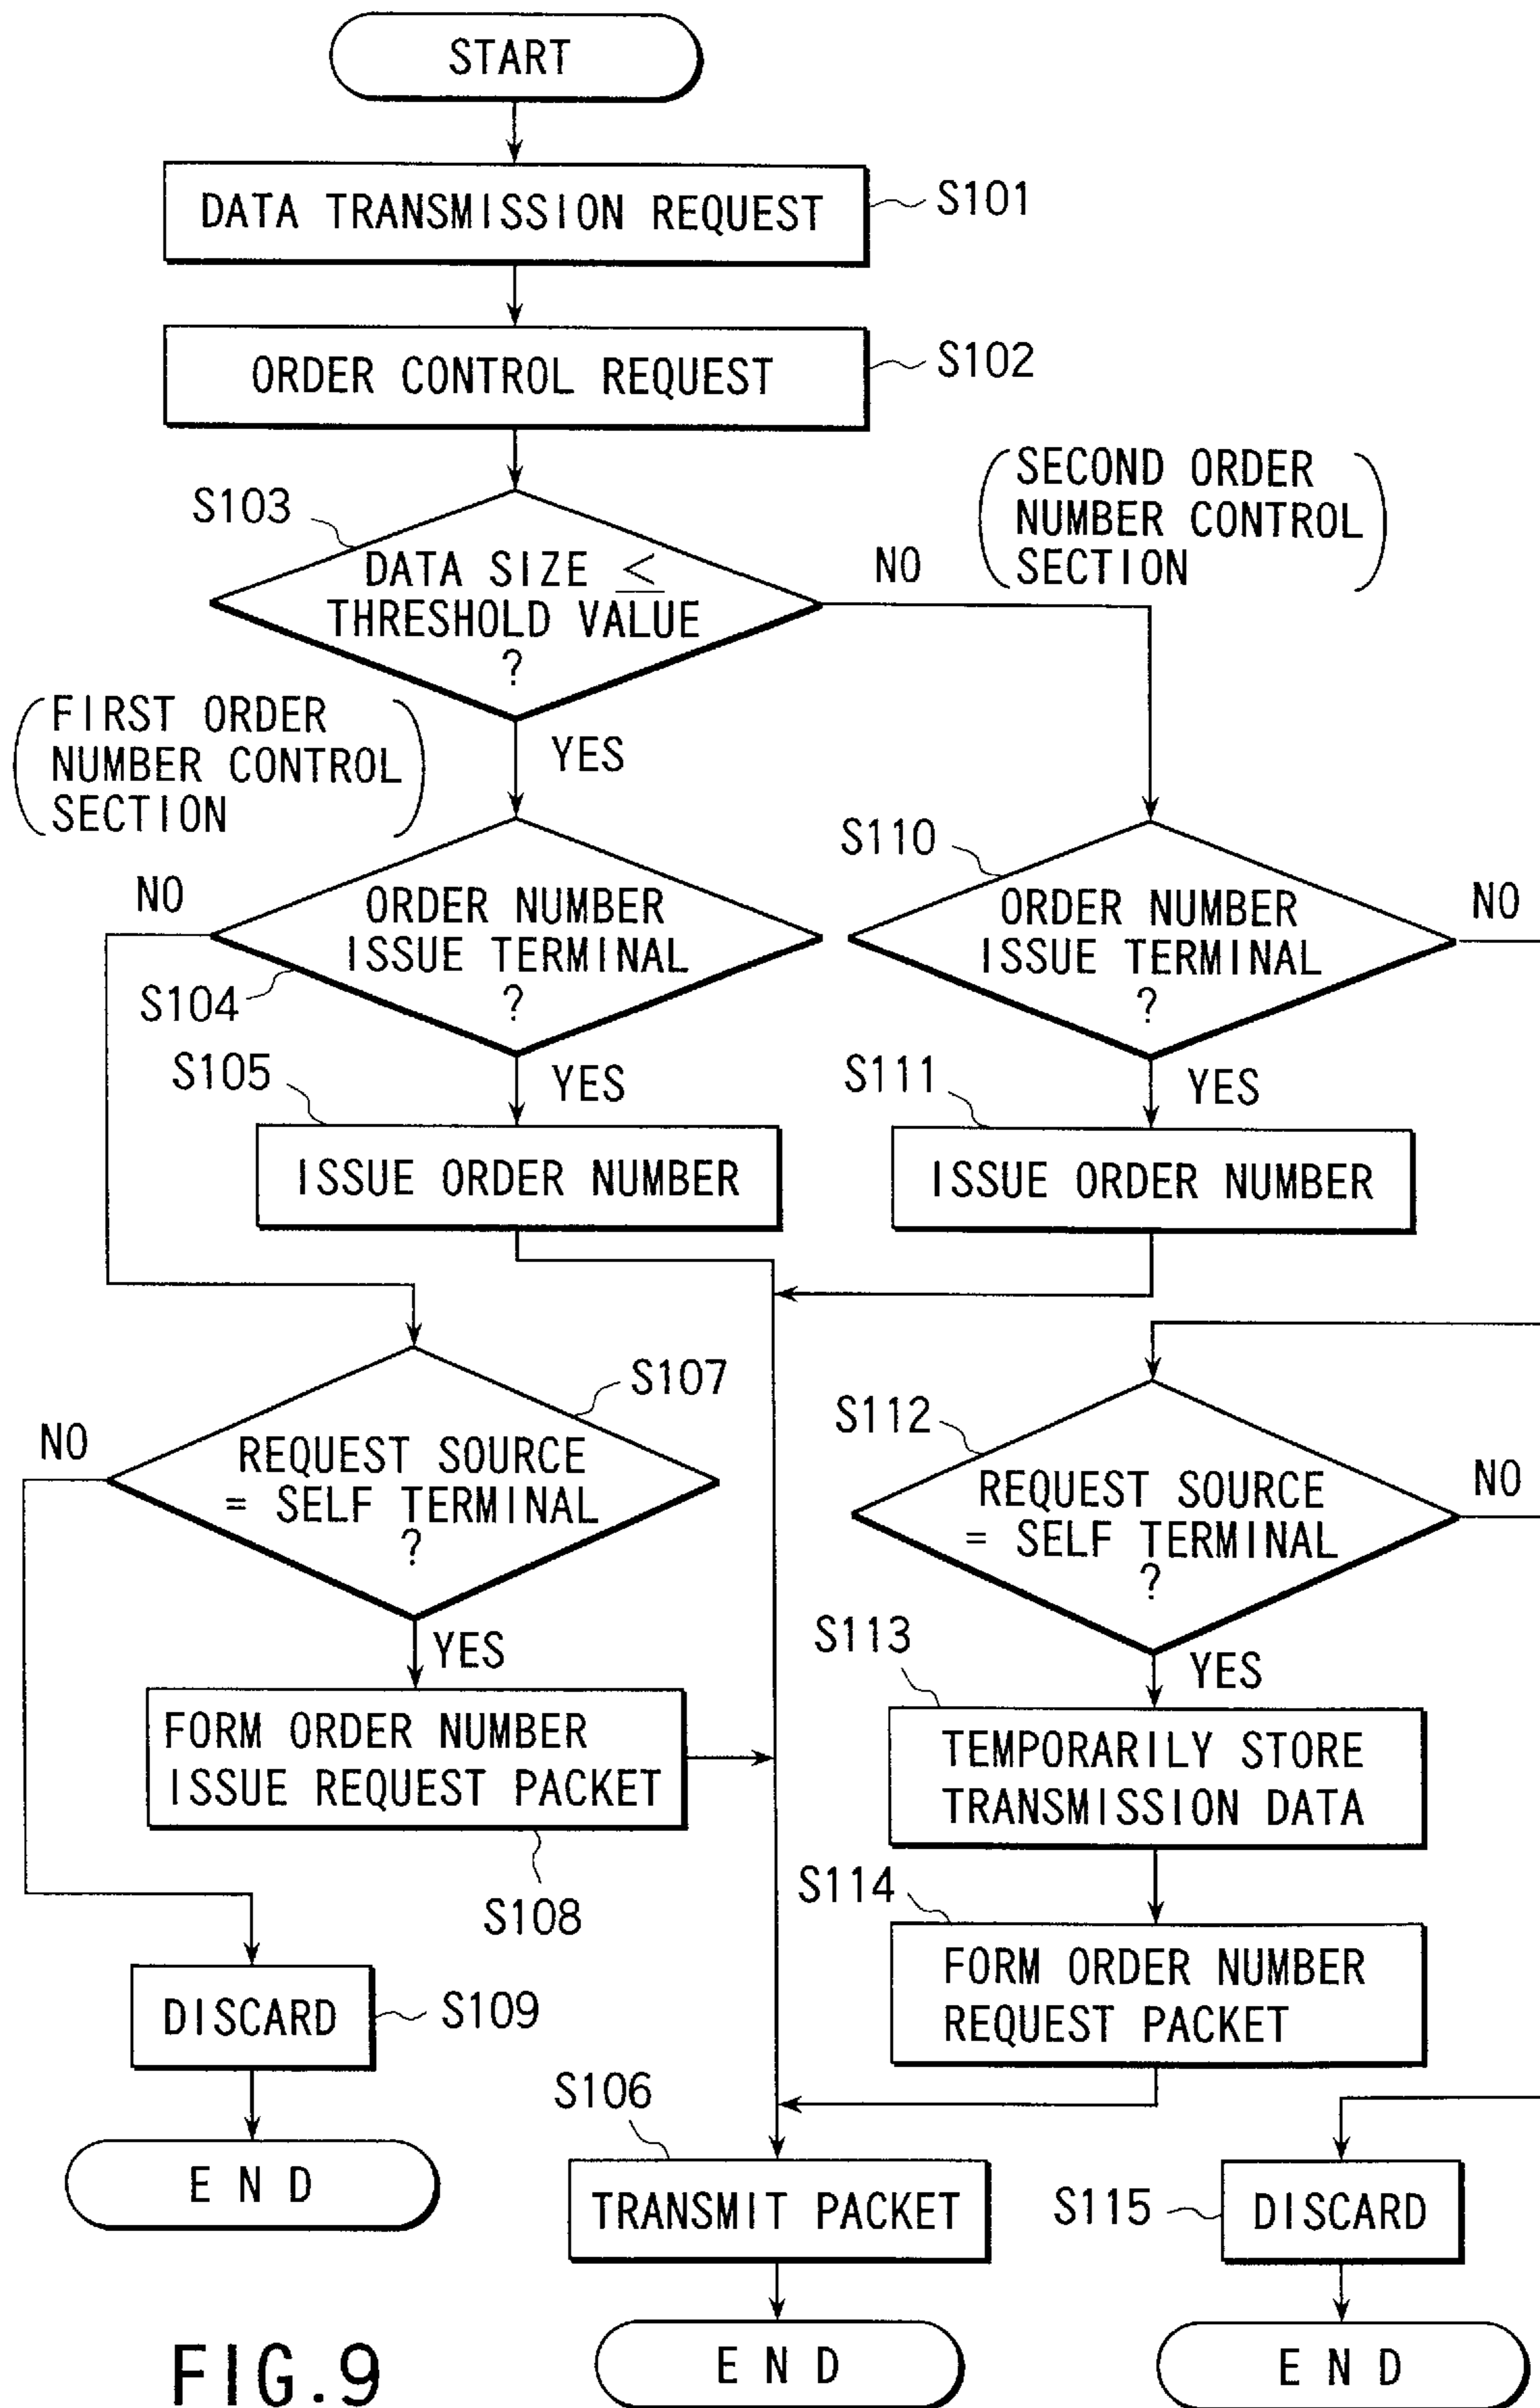 START
DATA TRANSMISSION REQUEST
S101
ORDER CONTROL REQUEST
S102
S103
DATA SIZE ≤
THRESHOLD VALUE
?
NO
SECOND ORDER
NUMBER CONTROL
SECTION
FIRST ORDER
NUMBER CONTROL
SECTION
YES
NO
ORDER NUMBER
ISSUE TERMINAL
?
S104
S110
ORDER NUMBER
ISSUE TERMINAL
?
NO
S105
YES
S111
YES
ISSUE ORDER NUMBER
ISSUE ORDER NUMBER
S107
NO
REQUEST SOURCE
= SELF TERMINAL
?
S112
REQUEST SOURCE
= SELF TERMINAL
?
NO
YES
S113
YES
FORM ORDER NUMBER
ISSUE REQUEST PACKET
S108
TEMPORARILY STORE
TRANSMISSION DATA
S114
FORM ORDER NUMBER
REQUEST PACKET
DISCARD
S109
END
S106
TRANSMIT PACKET
S115
DISCARD
END
END
FIG.9